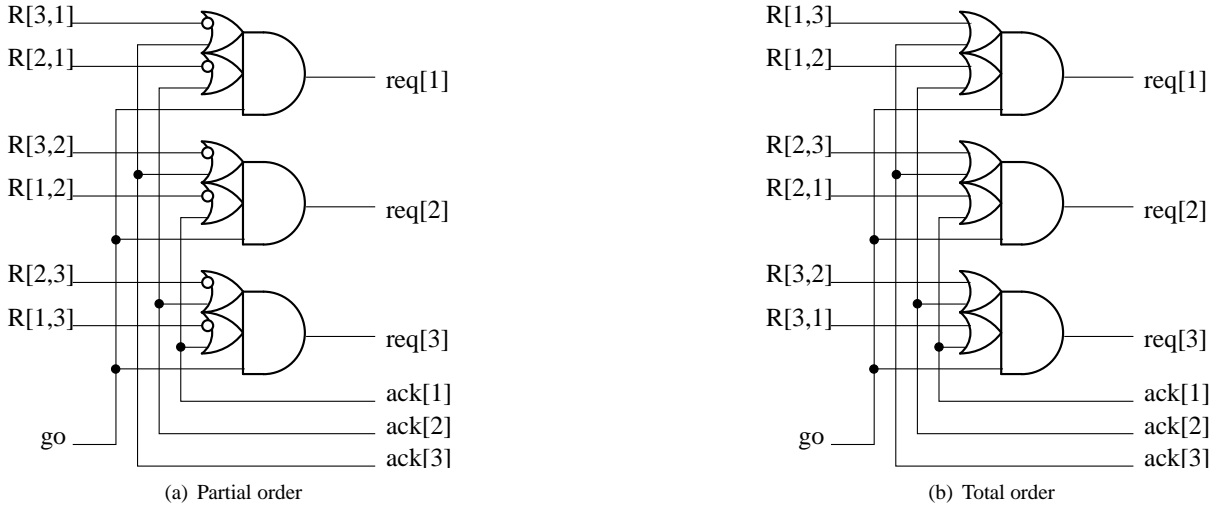 R[3,1]
R[2,1]
req[1]
R[3,2]
R[1,2]
req[2]
R[2,3]
R[1,3]
req[3]
ack[1]
ack[2]
go
ack[3]
(a) Partial order
R[1,3]
R[1,2]
req[1]
R[2,3]
R[2,1]
req[2]
R[3,2]
R[3,1]
req[3]
ack[1]
ack[2]
go
ack[3]
(b) Total order